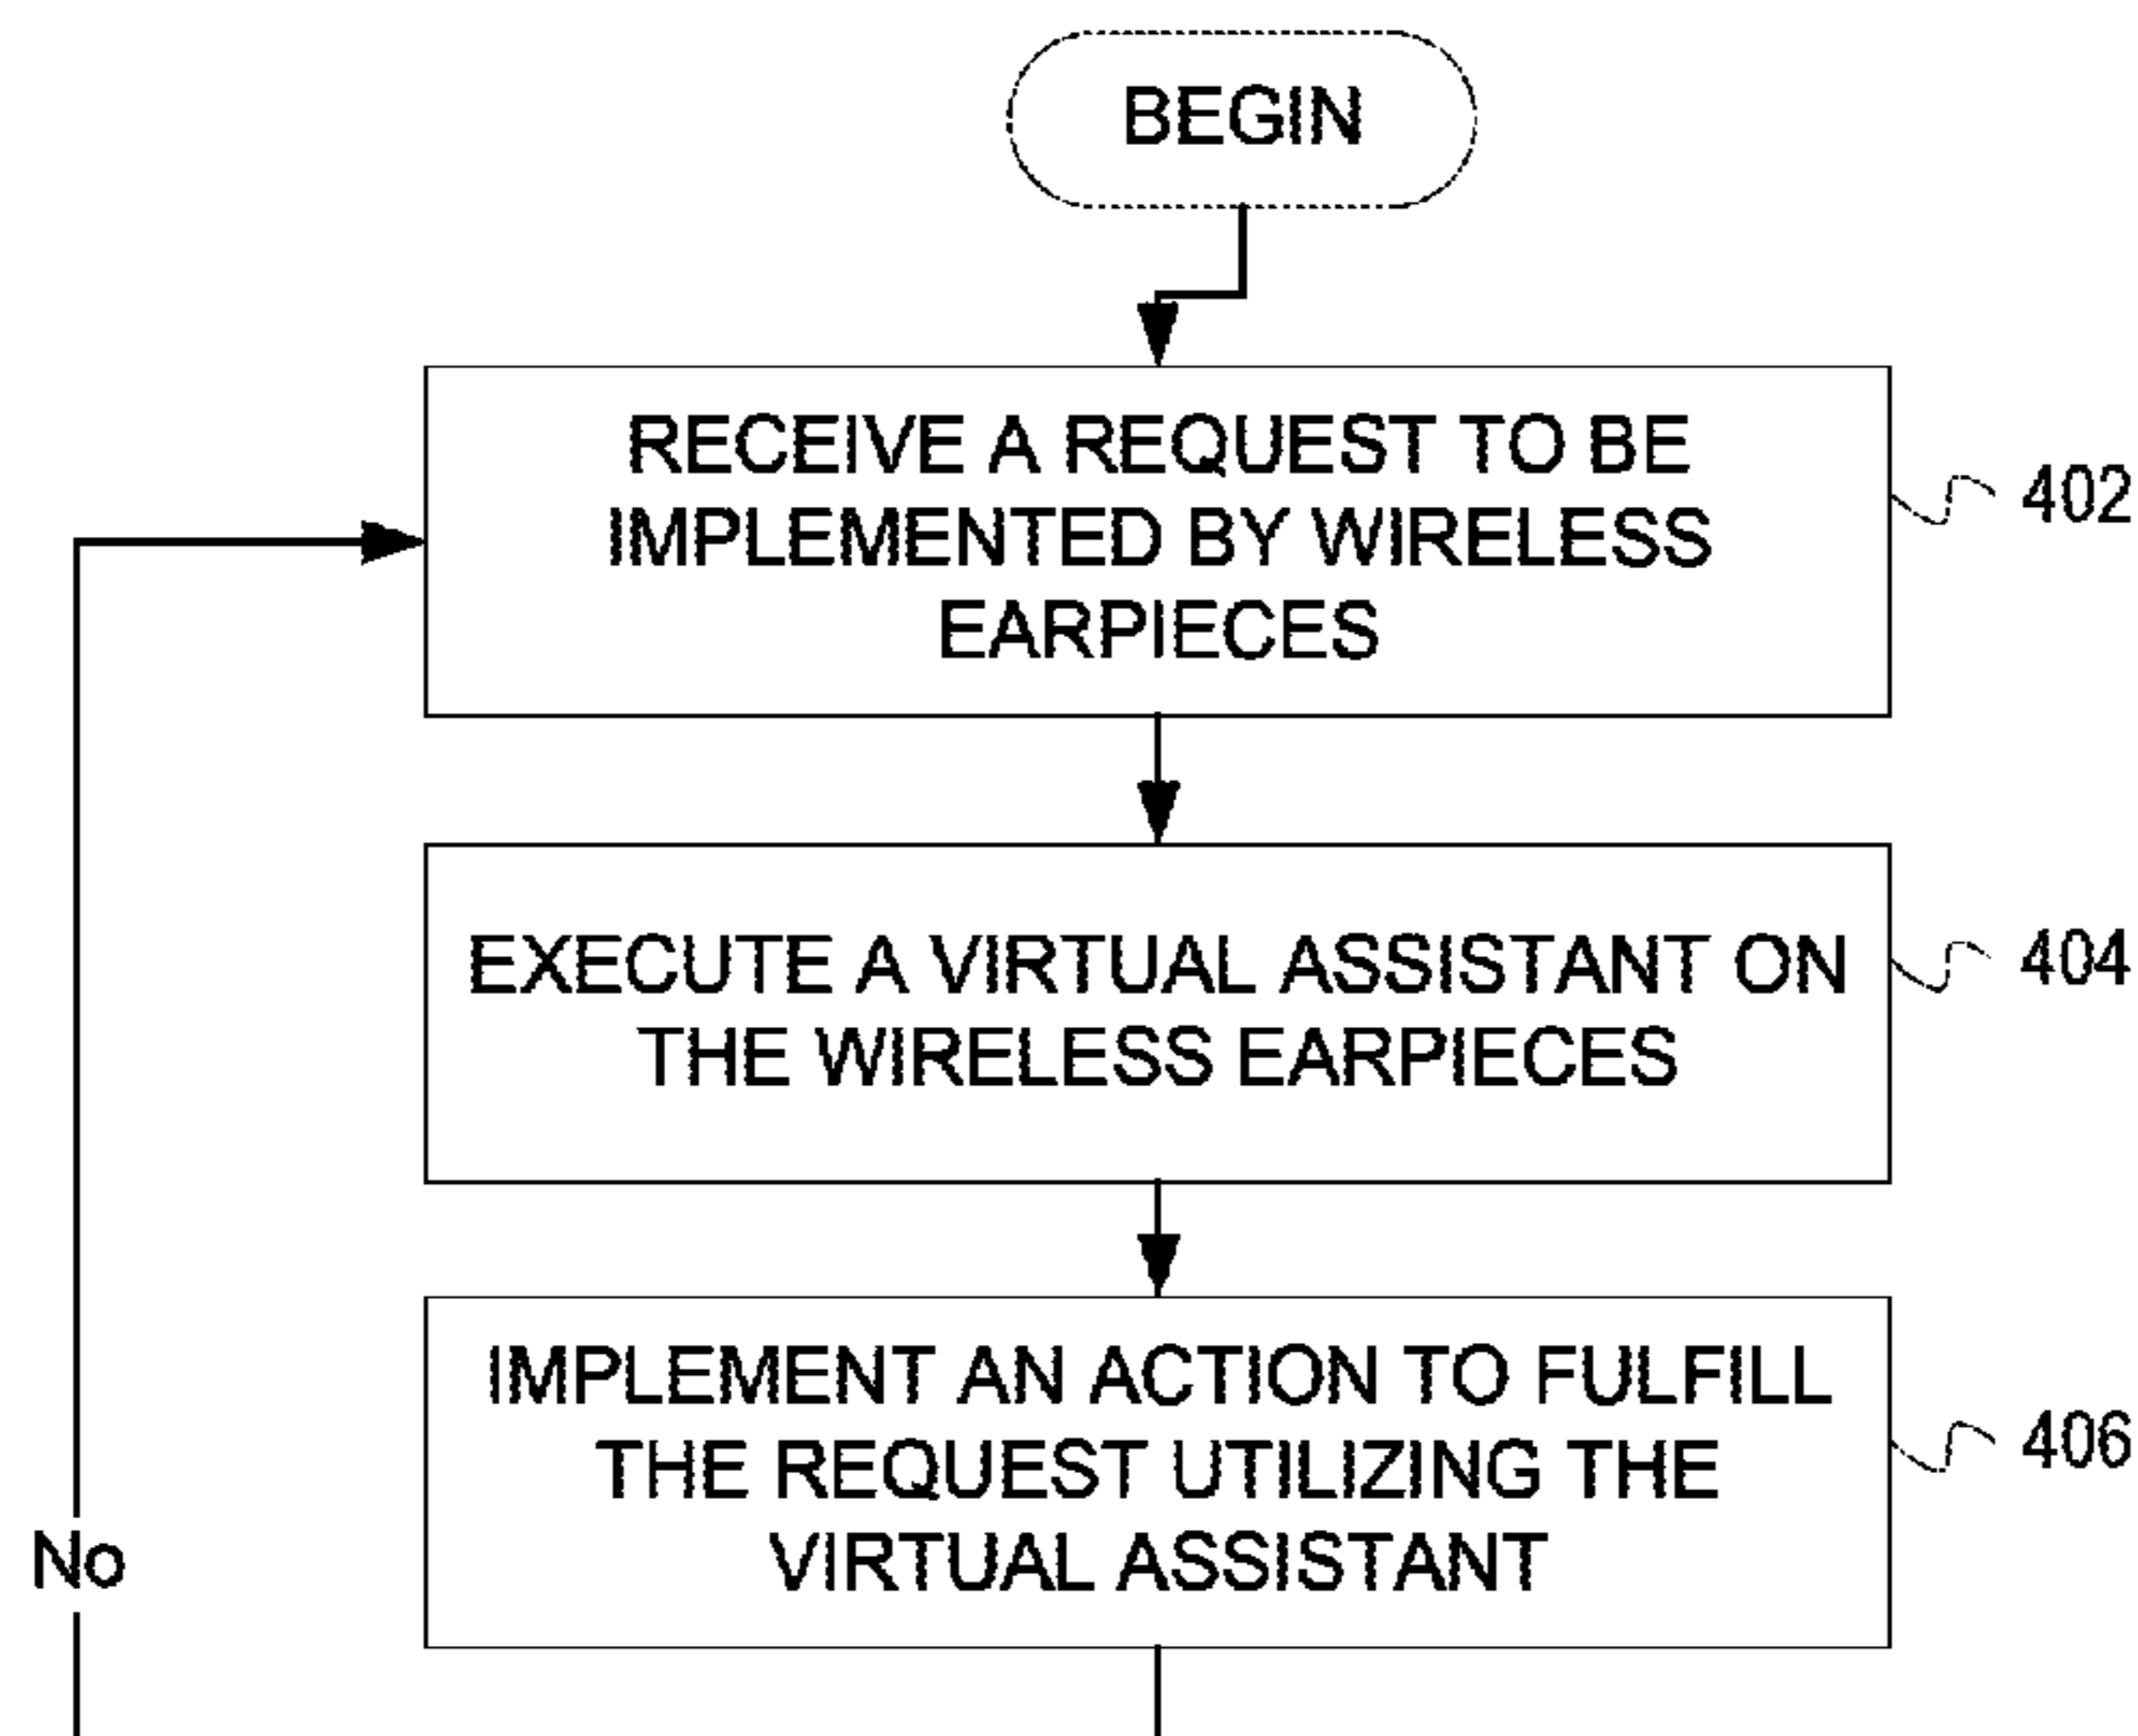 BEGIN
RECEIVE A REQUEST TO BE
IMPLEMENTED BY WIRELESS
EARPIECES
402
EXECUTE A VIRTUAL ASSISTANT ON
THE WIRELESS EARPIECES
404
IMPLEMENT AN ACTION TO FULFILL
THE REQUEST UTILIZING THE
VIRTUAL ASSISTANT
406
No